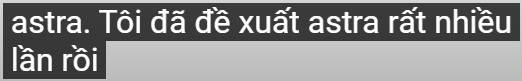 astra. Tôi đã đề xuất astra rất nhiều
lần rồi